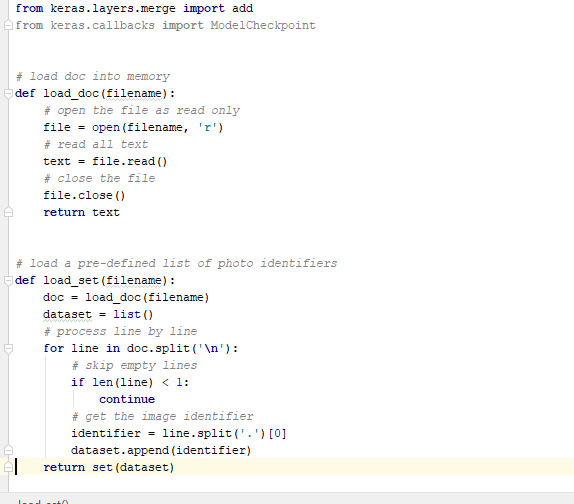 from keras.layers.merge import add
from keras.callbacks import ModelCheckpoint
# load doc into memory
def load_doc(filename):
    # open the file as read only
    file = open(filename, 'r')
    # read all text
    text = file.read()
    # close the file
    file.close()
    return text
# load a pre-defined list of photo identifiers
def load_set(filename):
    doc = load_doc(filename)
    dataset = list()
    # process line by line
    for line in doc.split('\n'):
        # skip empty lines
        if len(line) < 1:
            continue
        # get the image identifier
        identifier = line.split('.')[0]
        dataset.append(identifier)
    return set(dataset)
load_set()